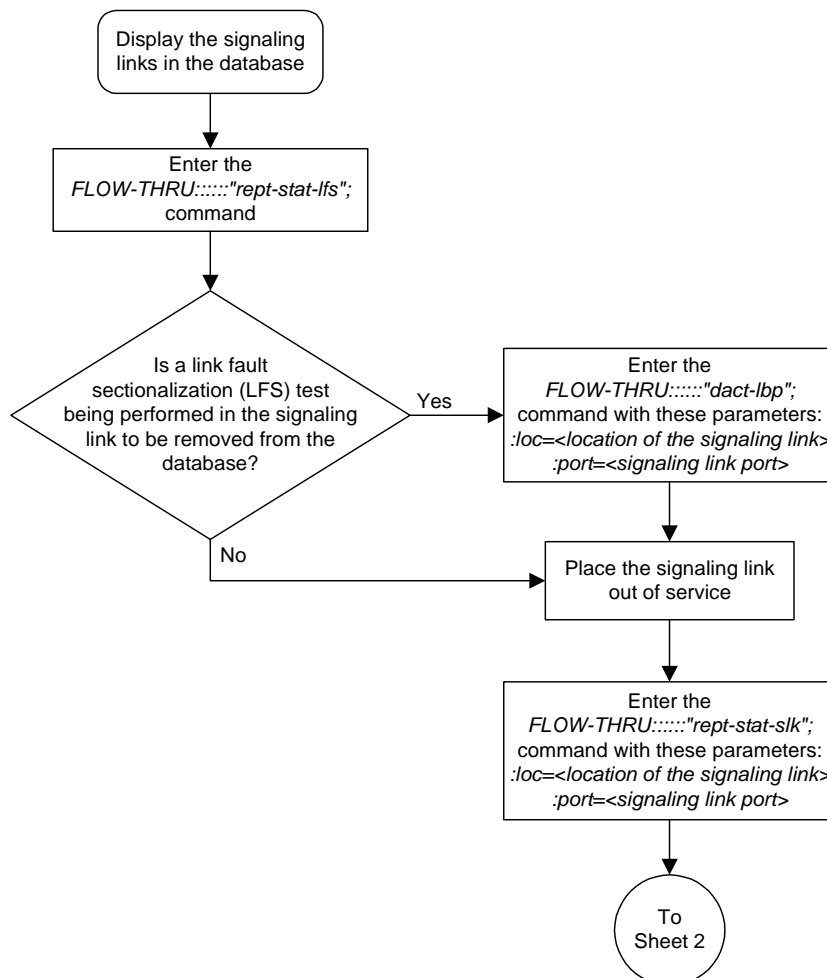 Display the signaling
links in the database
Enter the
FLOW-THRU::::::"rept-stat-lfs";
command
Is a link fault
sectionalization (LFS) test
being performed in the signaling
link to be removed from the
database?
Yes
Enter the
FLOW-THRU::::::"dact-lbp";
command with these parameters:
:loc=<location of the signaling link>
:port=<signaling link port>
No
Place the signaling link
out of service
Enter the
FLOW-THRU::::::"rept-stat-slk";
command with these parameters:
:loc=<location of the signaling link>
:port=<signaling link port>
To
Sheet 2